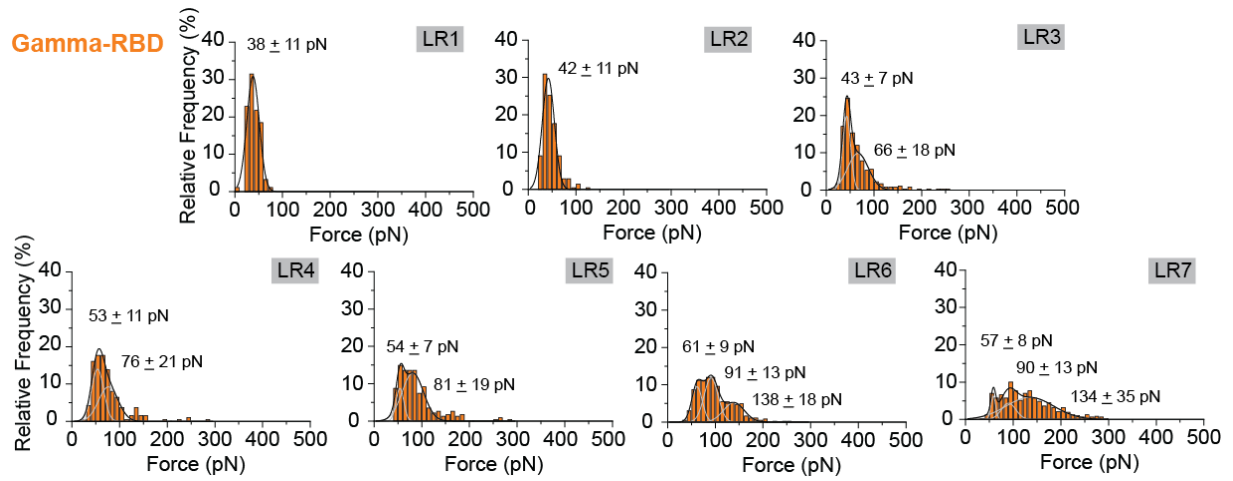 Gamma-RBD
Relative Frequency (%)
40
30
20
10
0
38 ± 11 pN
LR1
0 100 200 300 400 500
Force (pN)
40
30
20
10
0
42 ± 11 pN
LR2
0 100 200 300 400 500
Force (pN)
40
30
20
10
0
43 ± 7 pN
66 ± 18 pN
LR3
0 100 200 300 400 500
Force (pN)
Relative Frequency (%)
40
30
20
10
0
53 ± 11 pN
76 ± 21 pN
LR4
0 100 200 300 400 500
Force (pN)
40
30
20
10
0
54 ± 7 pN
81 ± 19 pN
LR5
0 100 200 300 400 500
Force (pN)
40
30
20
10
0
61 ± 9 pN
91 ± 13 pN
138 ± 18 pN
LR6
0 100 200 300 400 500
Force (pN)
40
30
20
10
0
57 ± 8 pN
90 ± 13 pN
134 ± 35 pN
LR7
0 100 200 300 400 500
Force (pN)